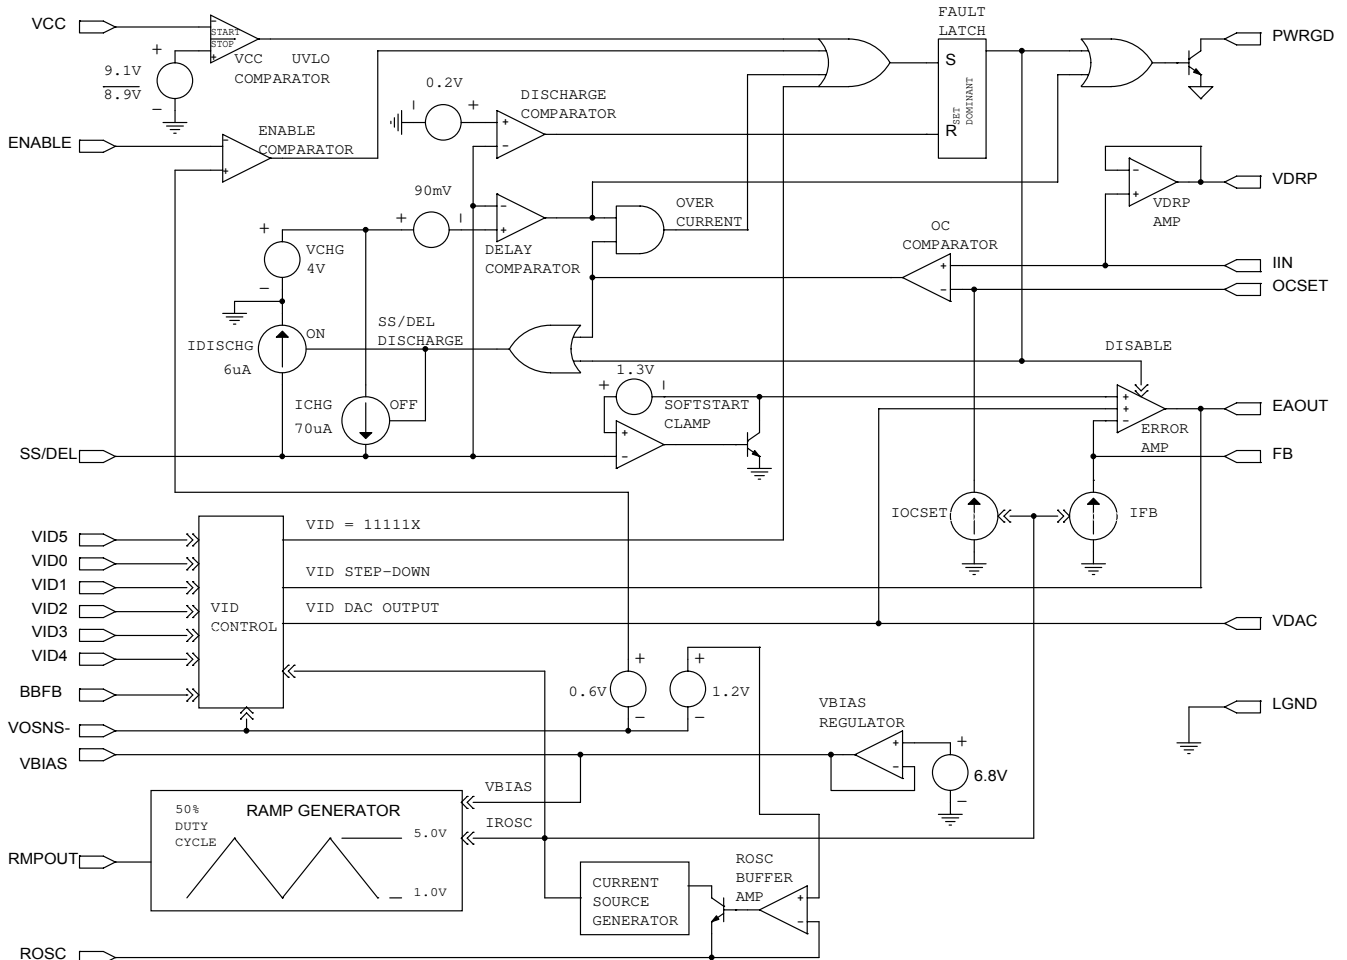 VCC
START
STOP
VCC UVLO
COMPARATOR
+
9.1V
8.9V
−
ENABLE
ENABLE
COMPARATOR
0.2V
DISCHARGE
COMPARATOR
FAULT
LATCH
S
R
SET
DOMINANT
PWRGD
VDRP
VDRP
AMP
90mV
OVER
CURRENT
DELAY
COMPARATOR
OC
COMPARATOR
IIN
OCSET
VCHG
4V
IDISCHG
6uA
ON
SS/DEL
DISCHARGE
ICHG
70uA
OFF
1.3V
SOFTSTART
CLAMP
DISABLE
ERROR
AMP
EAOUT
FB
SS/DEL
IOCSET
IFB
VID5
VID0
VID1
VID2
VID3
VID4
BBFB
VOSNS-
VBIAS
VID
CONTROL
VID = 11111X
VID STEP-DOWN
VID DAC OUTPUT
VDAC
0.6V
1.2V
VBIAS
REGULATOR
6.8V
LGND
VBIAS
IROSC
50%
DUTY
CYCLE
RAMP GENERATOR
5.0V
1.0V
RMPOUT
CURRENT
SOURCE
GENERATOR
ROSC
BUFFER
AMP
ROSC